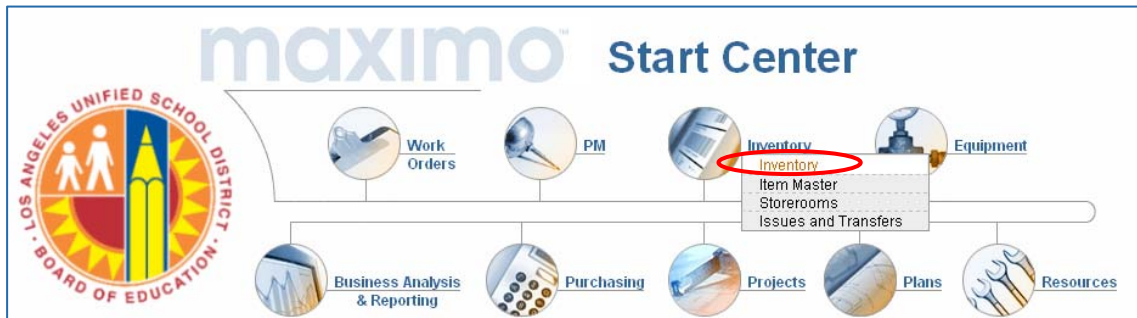 maximo™ Start Center
LOS ANGELES UNIFIED SCHOOL DISTRICT · BOARD OF EDUCATION ·
Work
Orders
PM
Inventory
Equipment
Inventory
Item Master
Storerooms
Issues and Transfers
Business Analysis
& Reporting
Purchasing
Projects
Plans
Resources